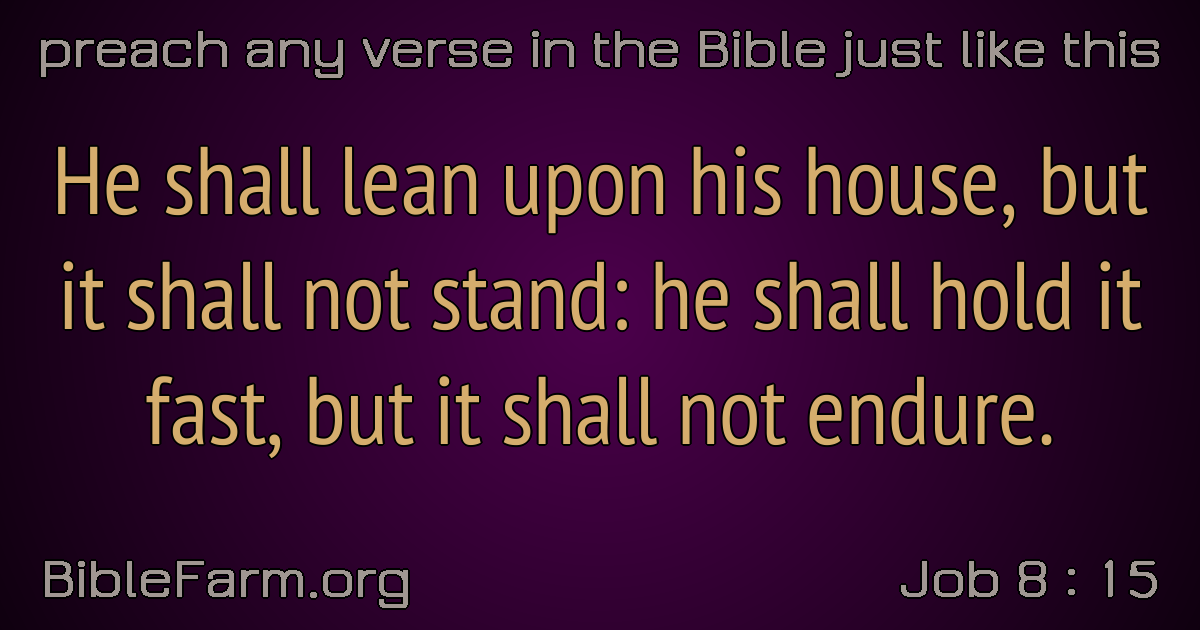 preach any verse in the Bible just like this
He shall lean upon his house, but
it shall not stand: he shall hold it
fast, but it shall not endure.
BibleFarm.org
Job 8 : 15